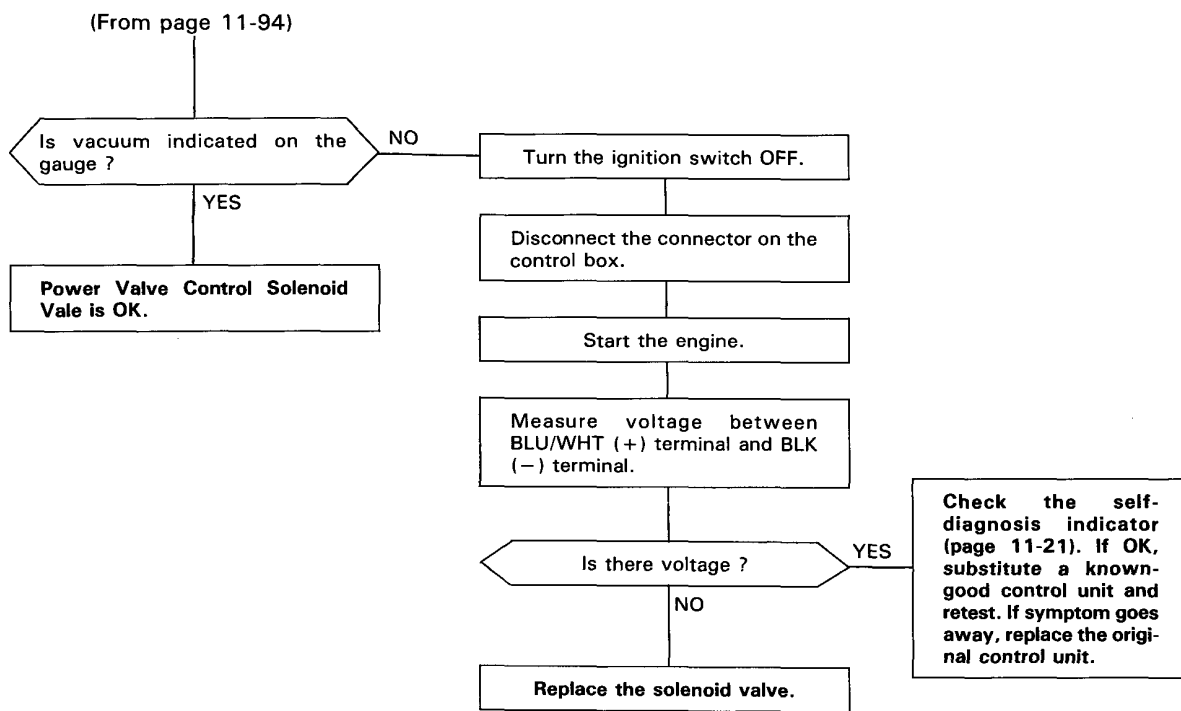 (From page 11-94)
Is vacuum indicated on the
gauge ?
NO
YES
Power Valve Control Solenoid
Vale is OK.
Turn the ignition switch OFF.
Disconnect the connector on the
control box.
Start the engine.
Measure voltage between
BLU/WHT (+) terminal and BLK
(−) terminal.
Is there voltage ?
YES
NO
Check the self-
diagnosis indicator
(page 11-21). If OK,
substitute a known-
good control unit and
retest. If symptom goes
away, replace the origi-
nal control unit.
Replace the solenoid valve.